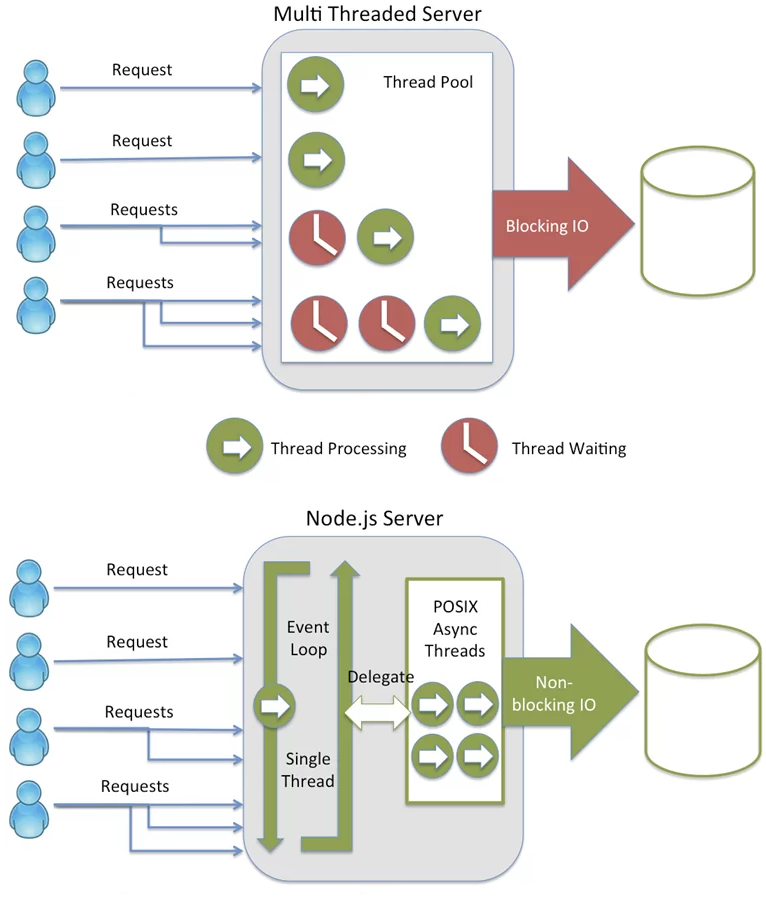 Multi Threaded Server
Request
Thread Pool
Request
Requests
Blocking IO
Requests
Thread Processing
Thread Waiting
Node.js Server
Request
POSIX
Async
Threads
Event
Loop
Request
Delegate
Non-
blocking IO
Requests
Single
Thread
Requests